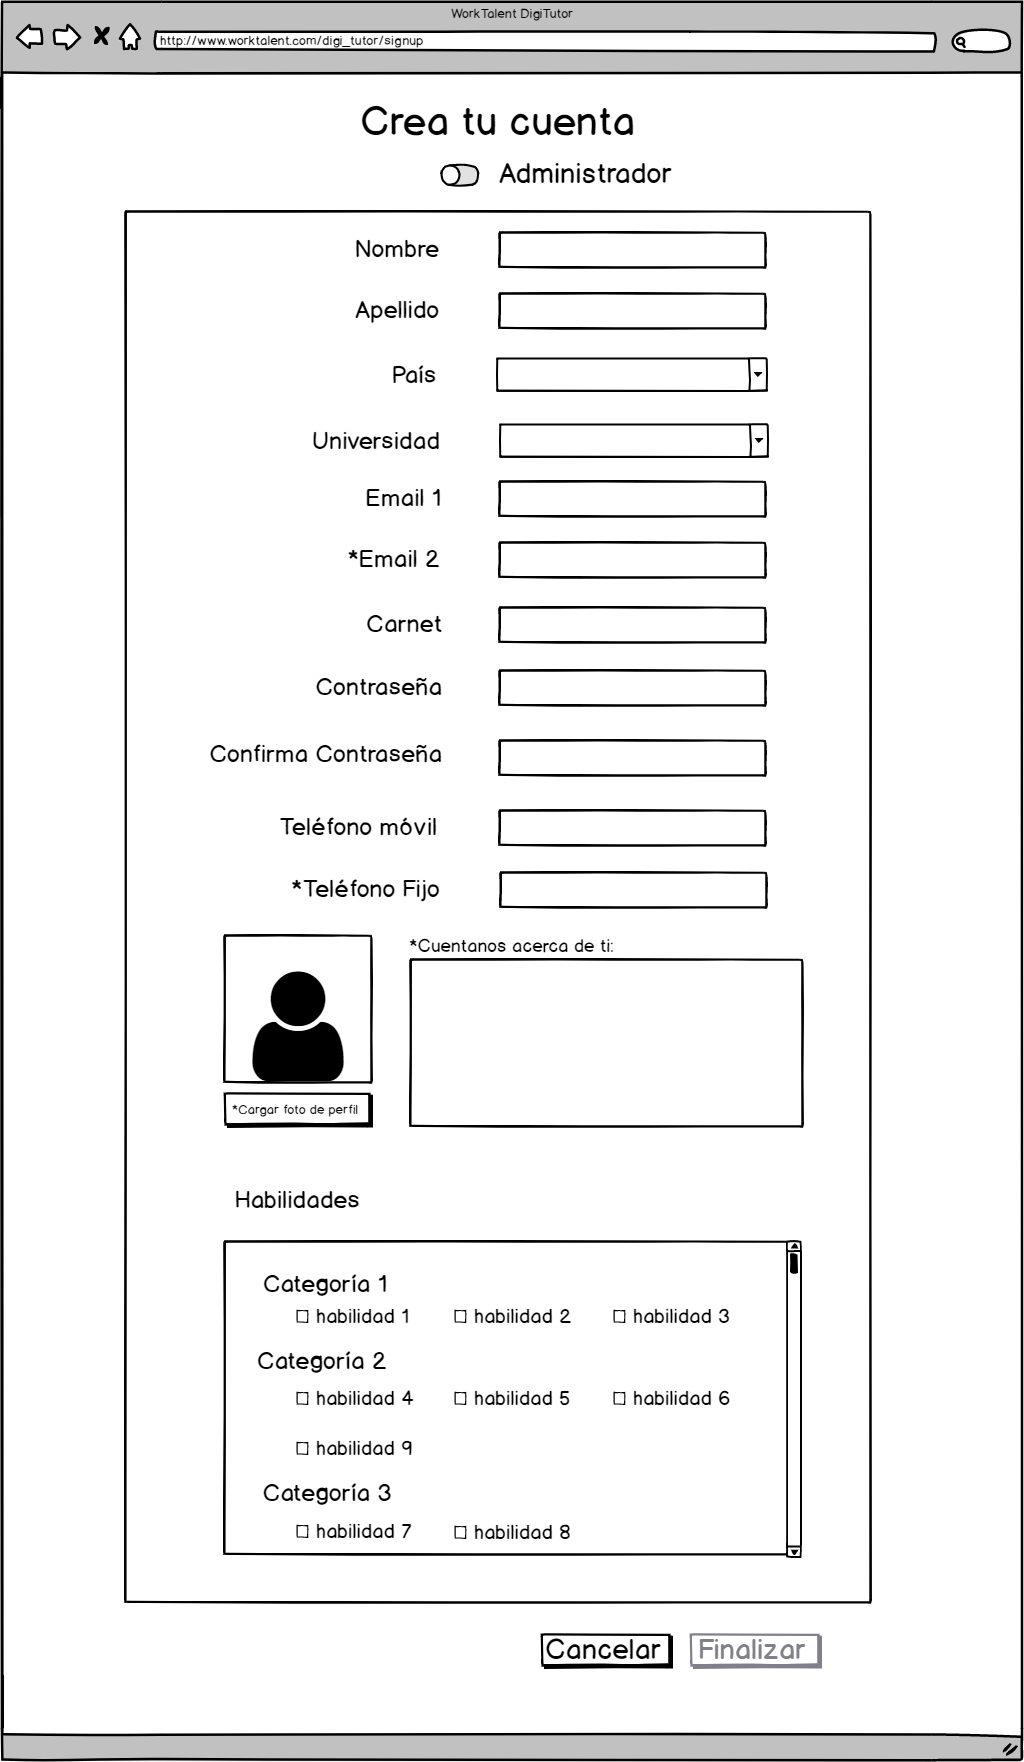 WorkTalent DigiTutor
http://www.worktalent.com/digi_tutor/signup
Crea tu cuenta
Administrador
Nombre
Apellido
País
Universidad
Email 1
*Email 2
Carnet
Contraseña
Confirma Contraseña
Teléfono móvil
*Teléfono Fijo
*Cuentanos acerca de ti:
*Cargar foto de perfil
Habilidades
Categoría 1
habilidad 1 habilidad 2 habilidad 3
Categoría 2
habilidad 4 habilidad 5 habilidad 6
habilidad 9
Categoría 3
habilidad 7 habilidad 8
Cancelar Finalizar